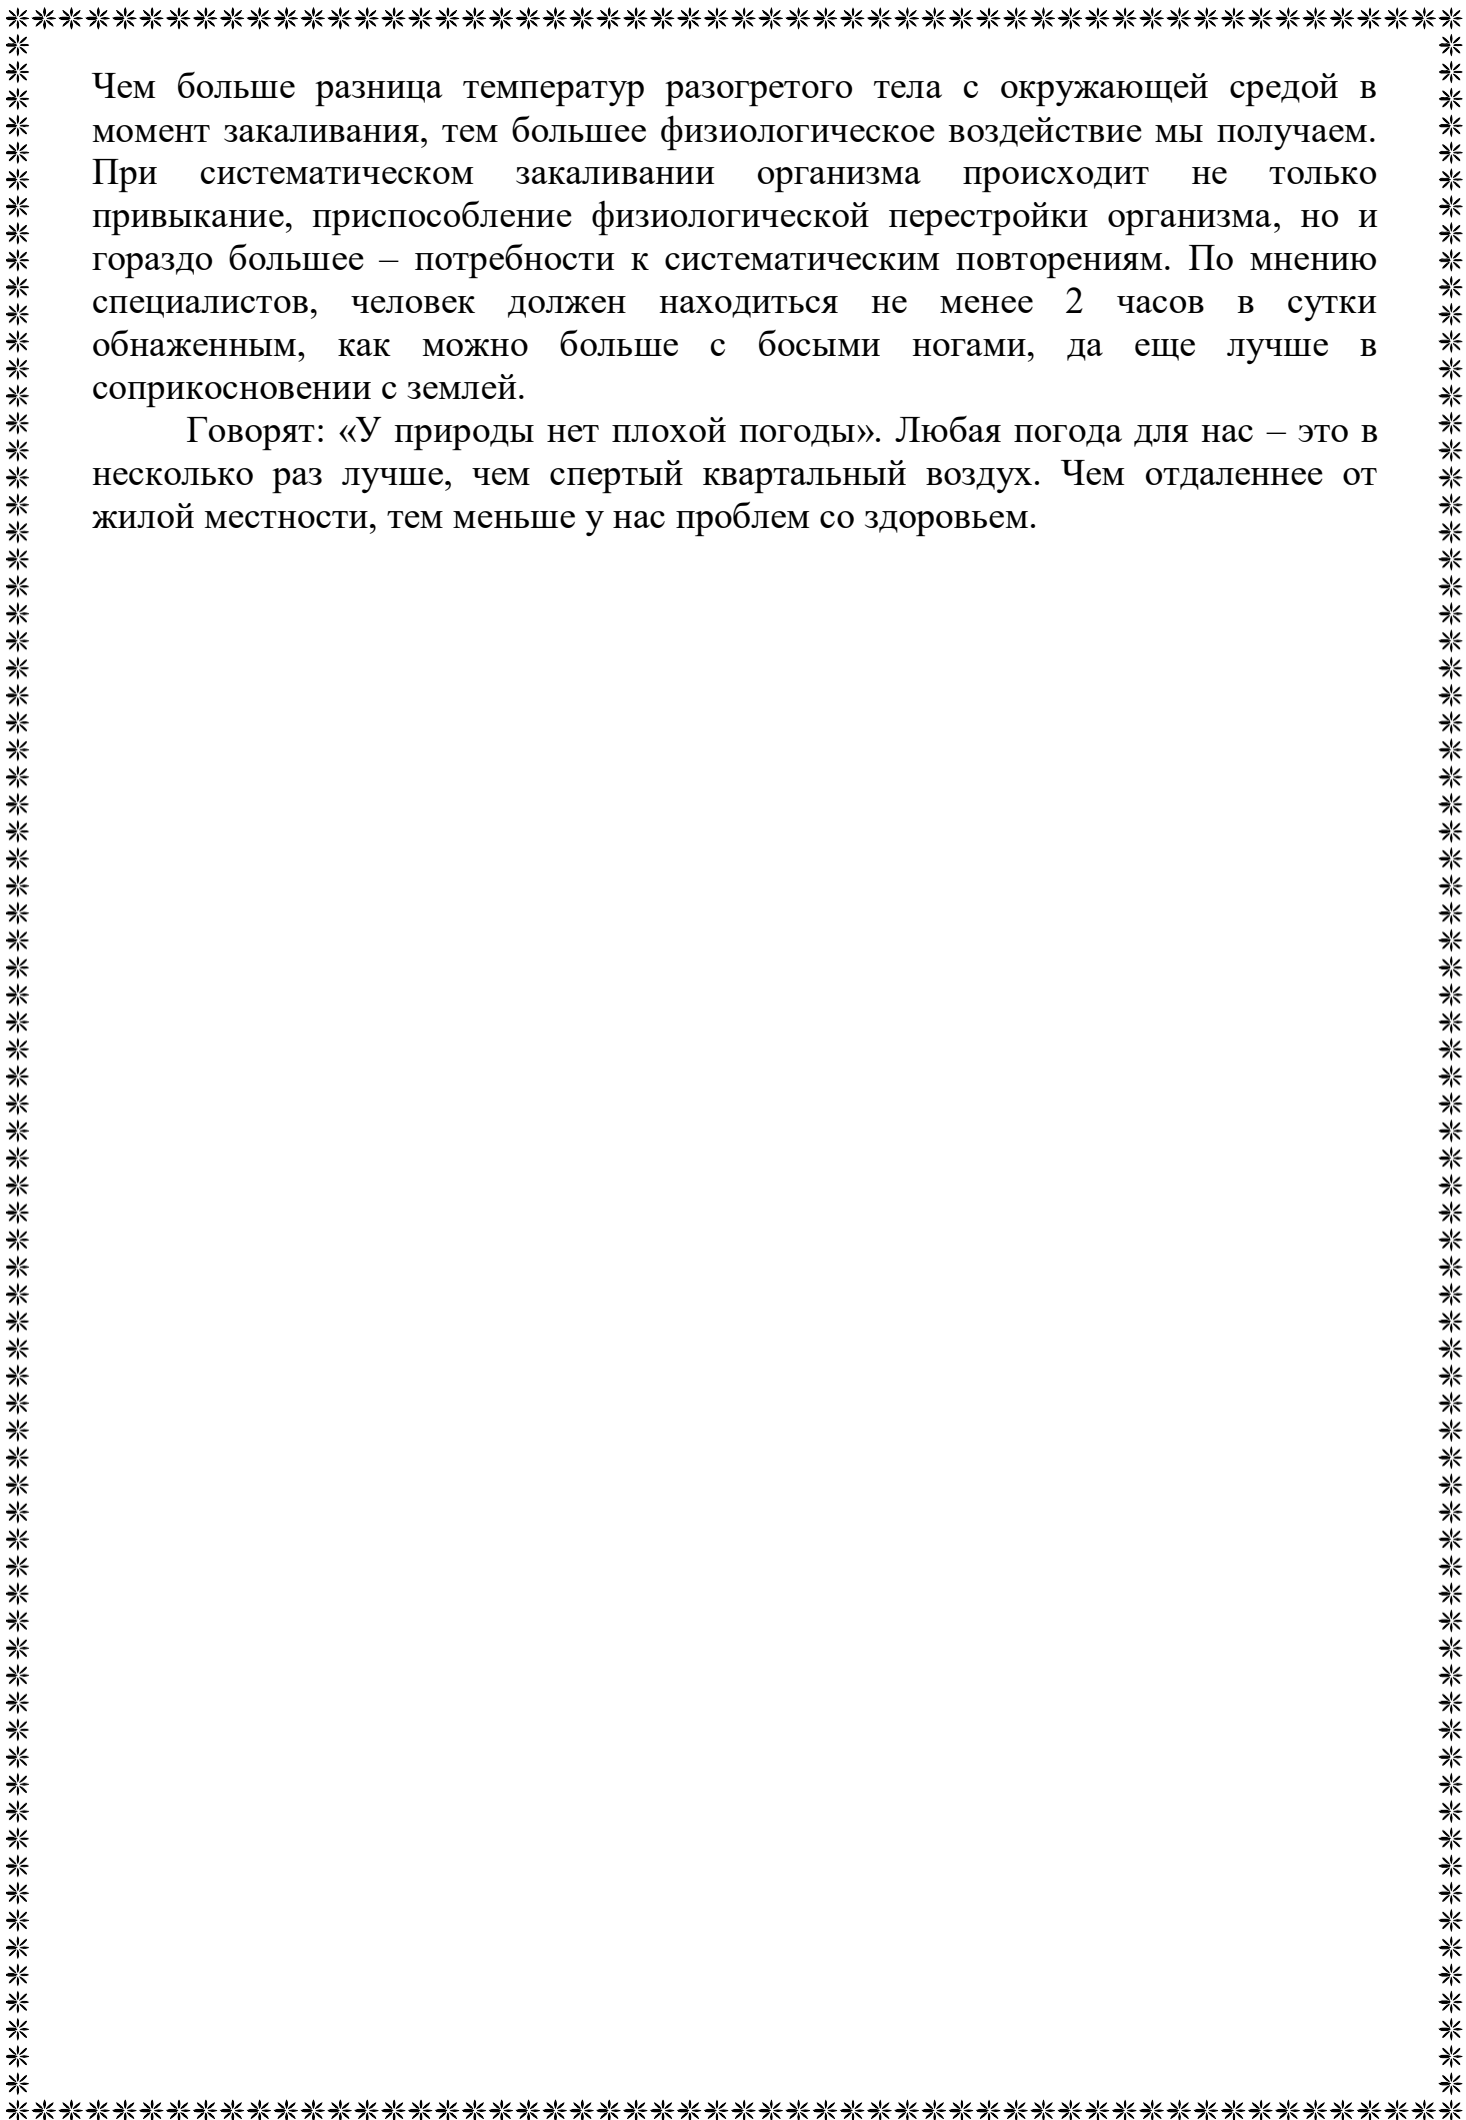 Чем больше разница температур разогретого тела с окружающей средой в
момент закаливания, тем большее физиологическое воздействие мы получаем.
При систематическом закаливании организма происходит не только
привыкание, приспособление физиологической перестройки организма, но и
гораздо большее – потребности к систематическим повторениям. По мнению
специалистов, человек должен находиться не менее 2 часов в сутки
обнаженным, как можно больше с босыми ногами, да еще лучше в
соприкосновении с землей.
Говорят: «У природы нет плохой погоды». Любая погода для нас – это в
несколько раз лучше, чем спертый квартальный воздух. Чем отдаленнее от
жилой местности, тем меньше у нас проблем со здоровьем.